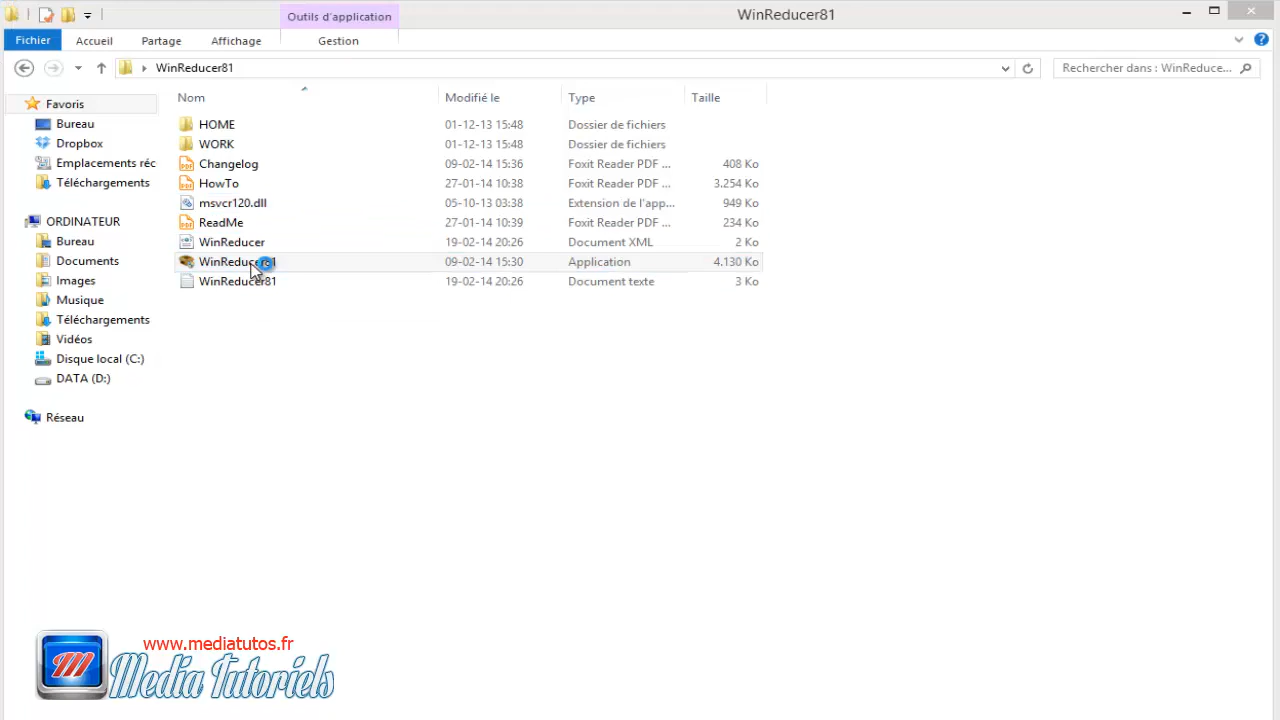 Outils d'application
WinReducer81
Fichier Accueil Partage Affichage Gestion
WinReducer81
Rechercher dans : WinReduce...
Nom Modifié le Type Taille
HOME 01-12-13 15:48 Dossier de fichiers
WORK 01-12-13 15:48 Dossier de fichiers
Changelog 09-02-14 15:36 Foxit Reader PDF ... 408 Ko
HowTo 27-01-14 10:38 Foxit Reader PDF ... 3.254 Ko
msvcr120.dll 05-10-13 03:38 Extension de l'app... 949 Ko
ReadMe 27-01-14 10:39 Foxit Reader PDF ... 234 Ko
WinReducer 19-02-14 20:26 Document XML 2 Ko
WinReducer81 09-02-14 15:30 Application 4.130 Ko
WinReducer81 19-02-14 20:26 Document texte 3 Ko
Favoris
Bureau
Dropbox
Emplacements réc
Téléchargements
ORDINATEUR
Bureau
Documents
Images
Musique
Téléchargements
Vidéos
Disque local (C:)
DATA (D:)
Réseau
www.mediatutos.fr
m Media Tutoriels